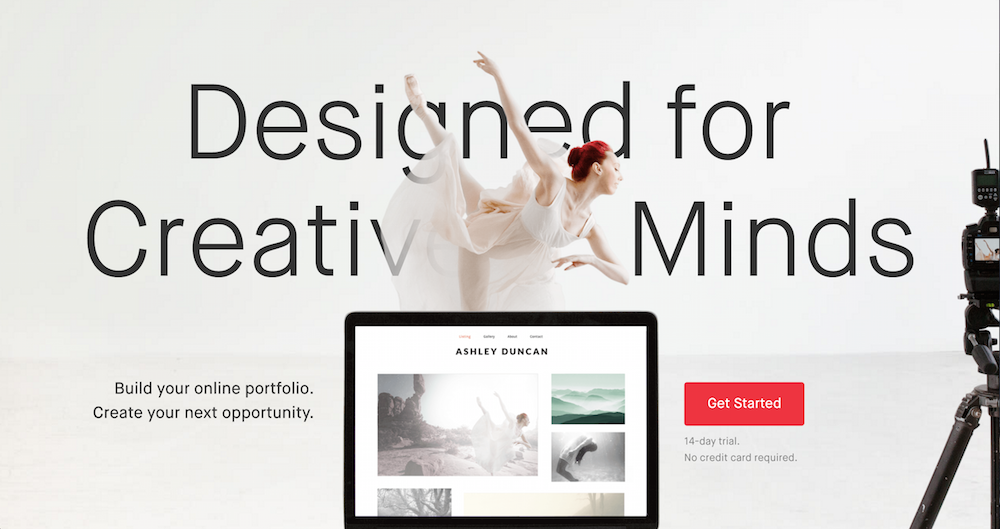 Designed for
Creative Minds
Build your online portfolio.
Create your next opportunity.
Gallery
About
Contact
ASHLEY DUNCAN
Get Started
14-day trial.
No credit card required.